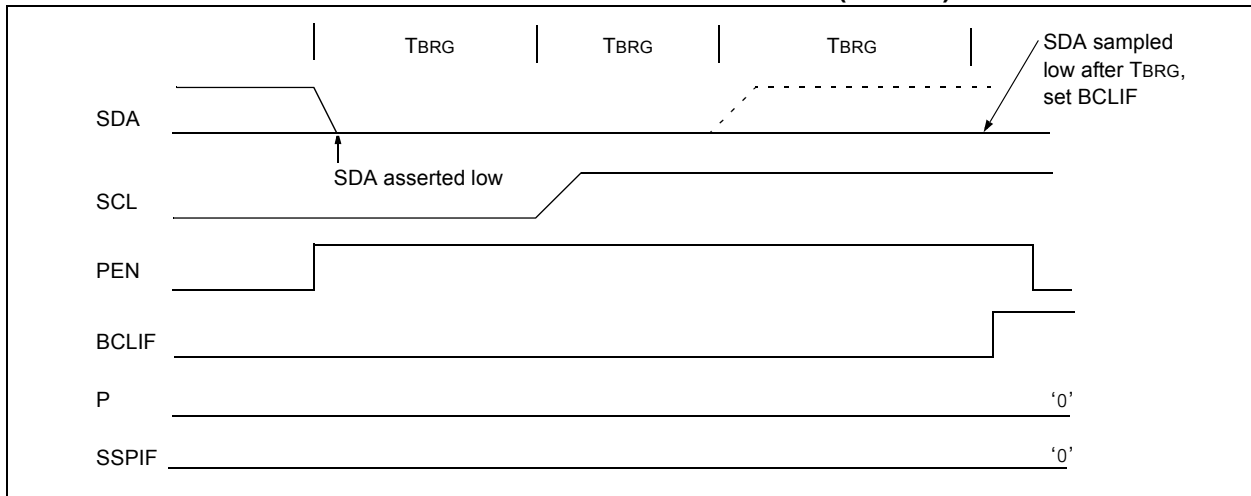 TBRG TBRG TBRG
SDA sampled
low after TBRG,
set BCLIF
SDA
SDA asserted low
SCL
PEN
BCLIF
P
‘0’
SSPIF
‘0’